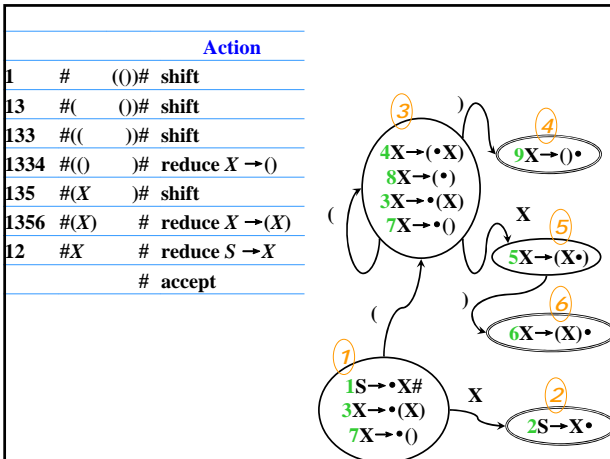 Action
1 # (())# shift
13 #( ())# shift
133 #(( ))# shift
1334 #(() )# reduce X →()
135 #(X )# shift
1356 #(X) # reduce X →(X)
12 #X # reduce S →X
# accept
3
4X→(•X)
8X→(•)
3X→•(X)
7X→•()
(
)
4
9X→()•
X
5
5X→(X•)
)
6
6X→(X)•
(
1
1S→•X#
3X→•(X)
7X→•()
X
2
2S→X•